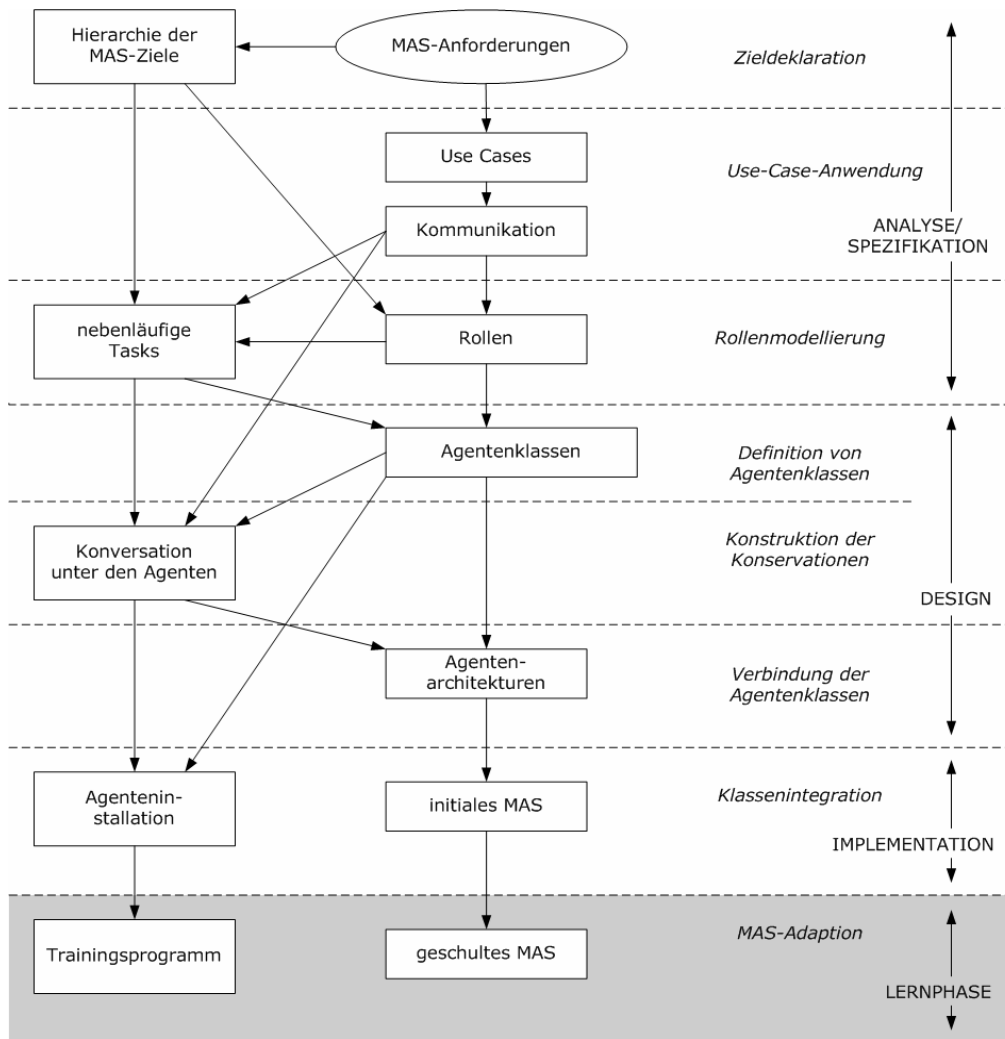 Hierarchie der
MAS-Ziele
MAS-Anforderungen
Zieldeklaration
Use Cases
Use-Case-Anwendung
Kommunikation
ANALYSE/
SPEZIFIKATION
nebenläufige
Tasks
Rollen
Rollenmodellierung
Agentenklassen
Definition von
Agentenklassen
Konversation
unter den Agenten
Konstruktion der
Konservationen
DESIGN
Agenten-
architekturen
Verbindung der
Agentenklassen
Agentenin-
stallation
initiales MAS
Klassenintegration
IMPLEMENTATION
Trainingsprogramm
geschultes MAS
MAS-Adaption
LERNPHASE